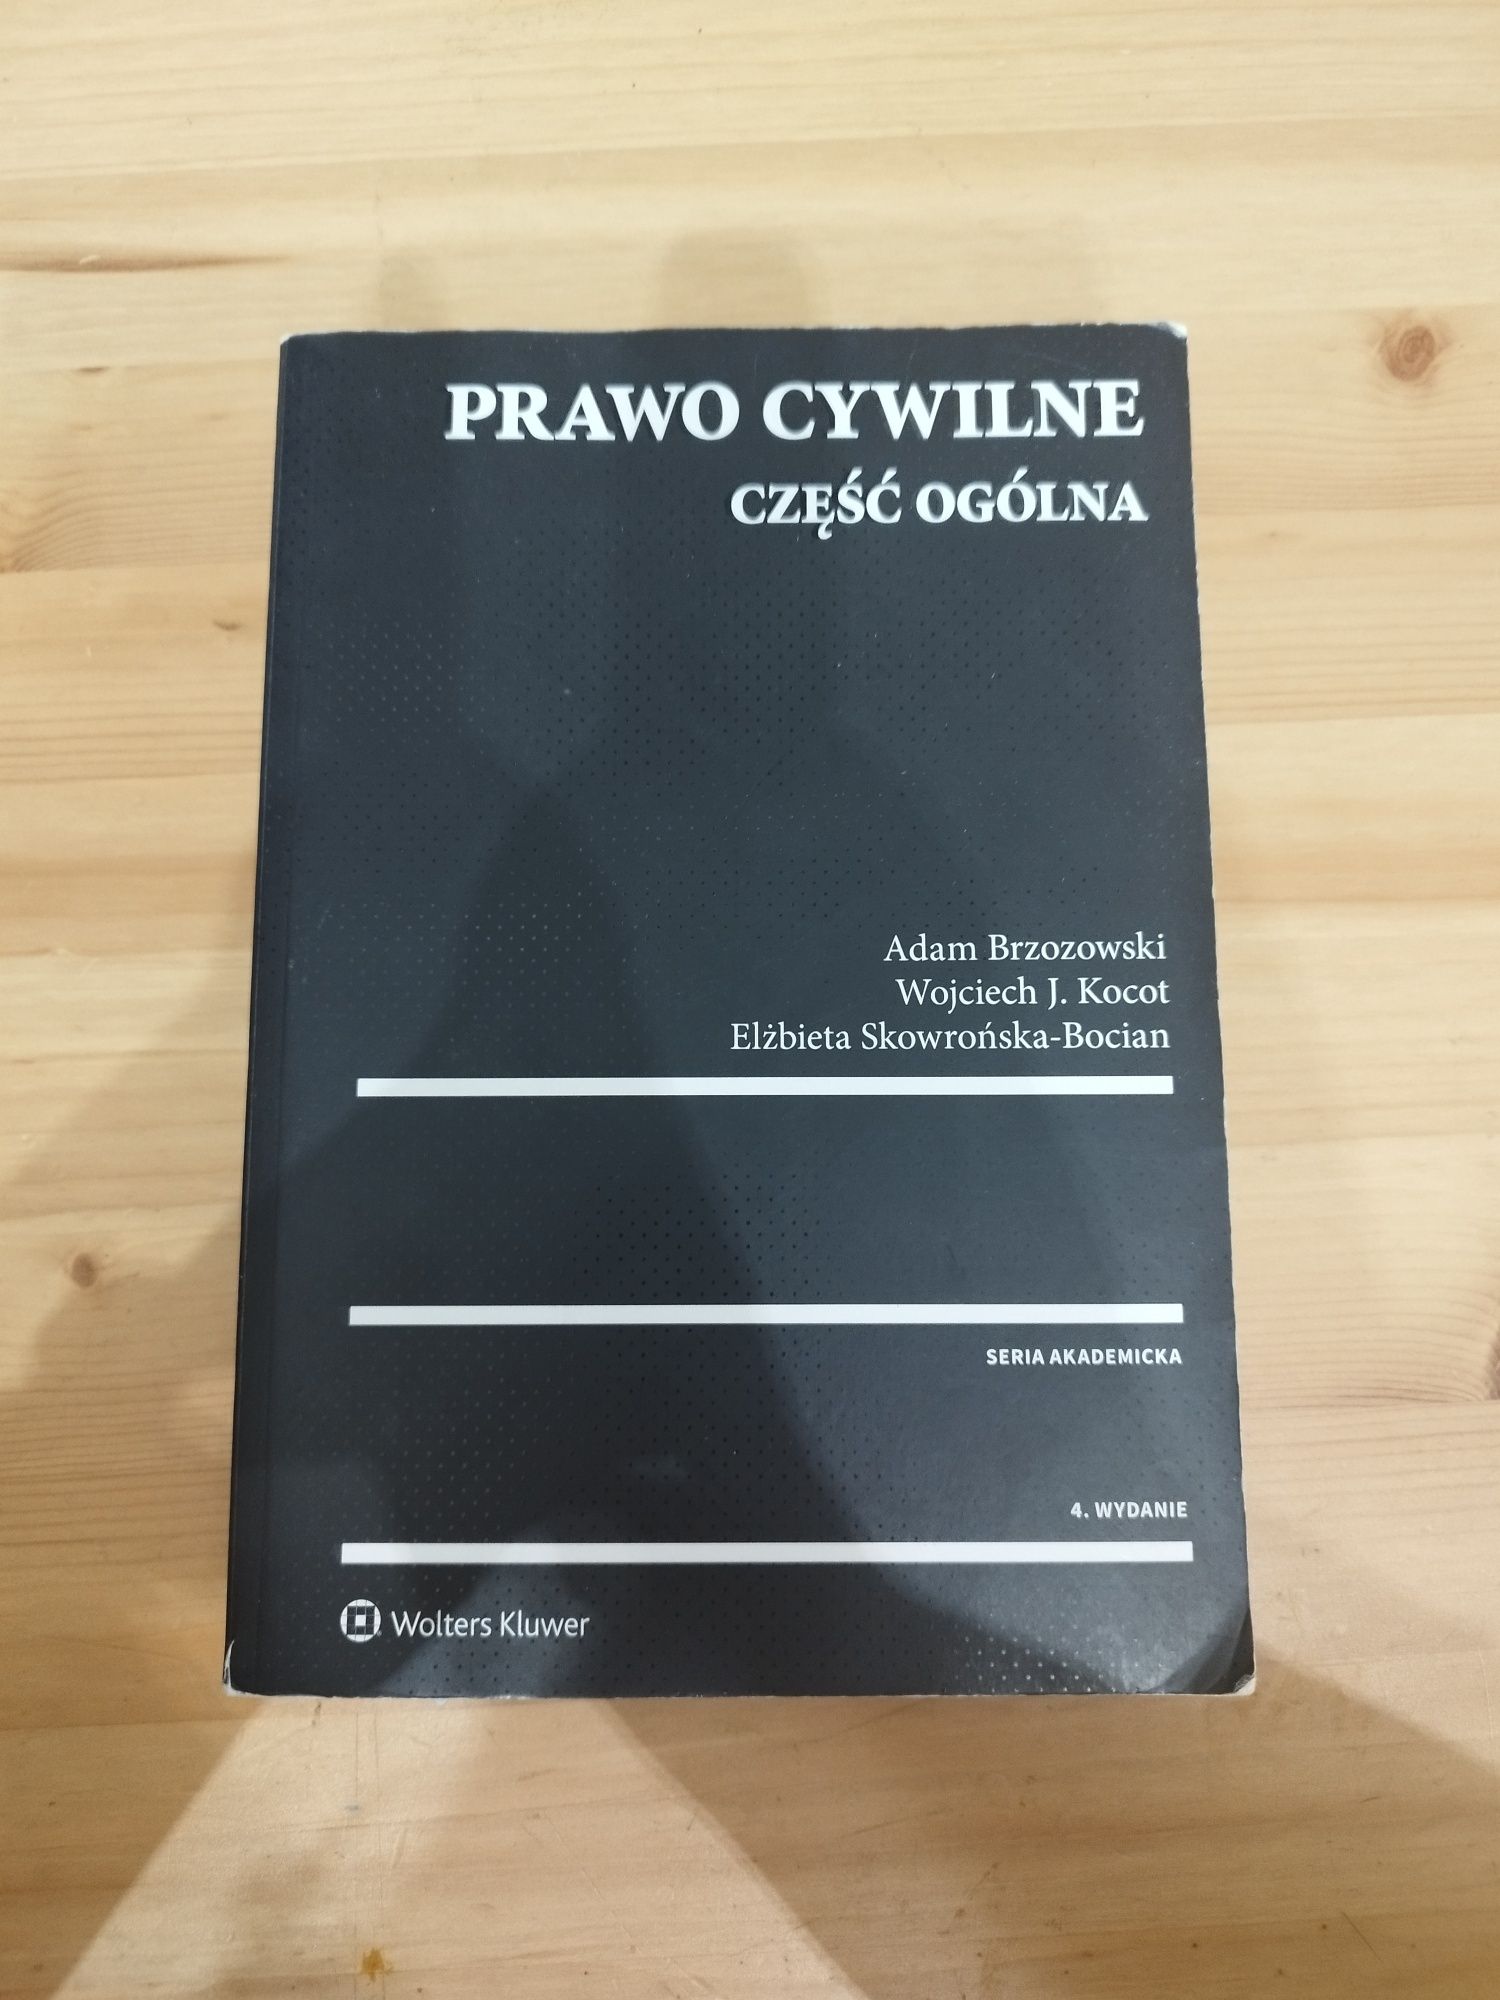 PRAWO CYWILNE
CZĘŚĆ OGÓLNA
Adam Brzozowski
Wojciech J. Kocot
Elżbieta Skowrońska-Bocian
SERIA AKADEMICKA
4. WYDANIE
Wolters Kluwer